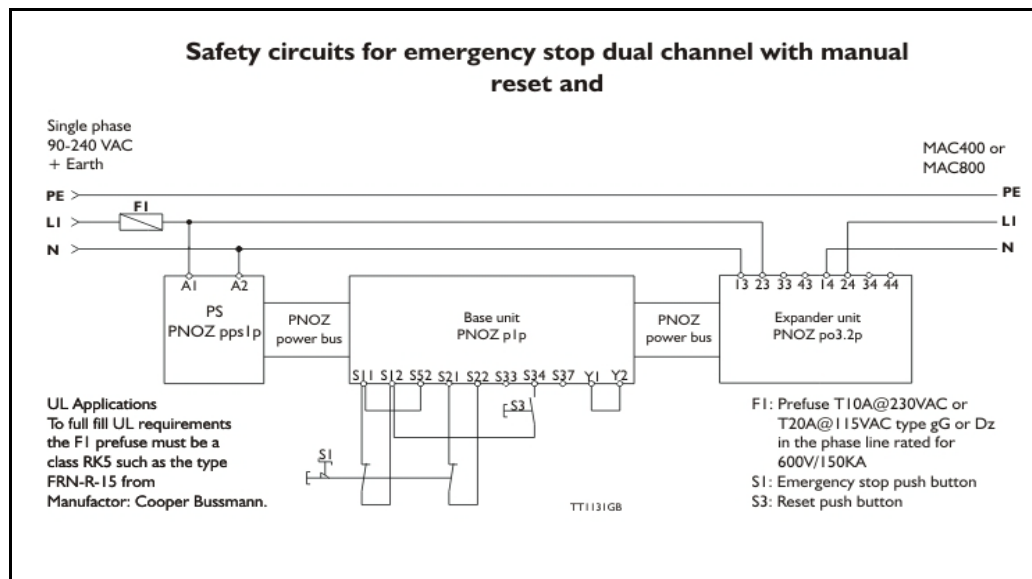 Safety circuits for emergency stop dual channel with manual
reset and
Single phase
90-240 VAC
+ Earth
MAC400 or
MAC800
PE
F1
PE
L1
L1
N
N
A1 A2
13 23 33 43 14 24 34 44
PS
PNOZ pps1p
PNOZ
power bus
Base unit
PNOZ p1p
PNOZ
power bus
Expander unit
PNOZ po3.2p
S11 S12 S52 S21 S22 S33 S34 S37 Y1 Y2
S3
S1
UL Applications
To full fill UL requirements
the F1 prefuse must be a
class RK5 such as the type
FRN-R-15 from
Manufactor: Cooper Bussmann.
F1: Prefuse T10A@230VAC or
T20A@115VAC type gG or Dz
in the phase line rated for
600V/150KA
S1: Emergency stop push button
S3: Reset push button
TT1131GB